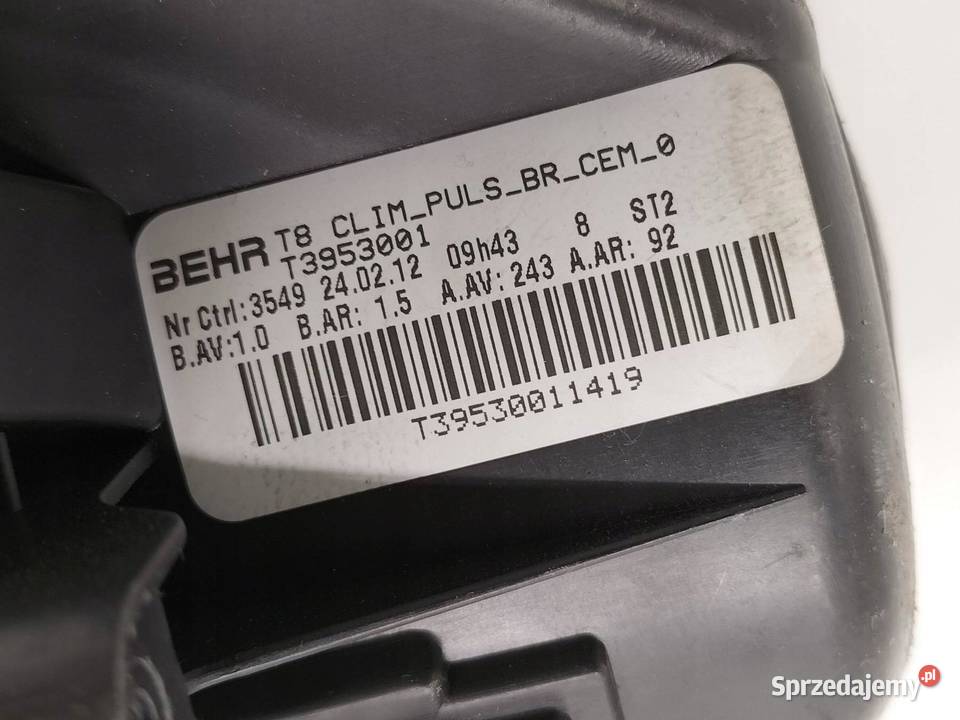 BEHR T8 CLIM_PULS_BR_CEM_0
T3953001
Nr Ctrl:3549 24.02.12 09h43 8 ST2
B.AV:1.0 B.AR: 1.5 A.AV:243 A.AR: 92
T39530011419
Sprzedajemy.pl